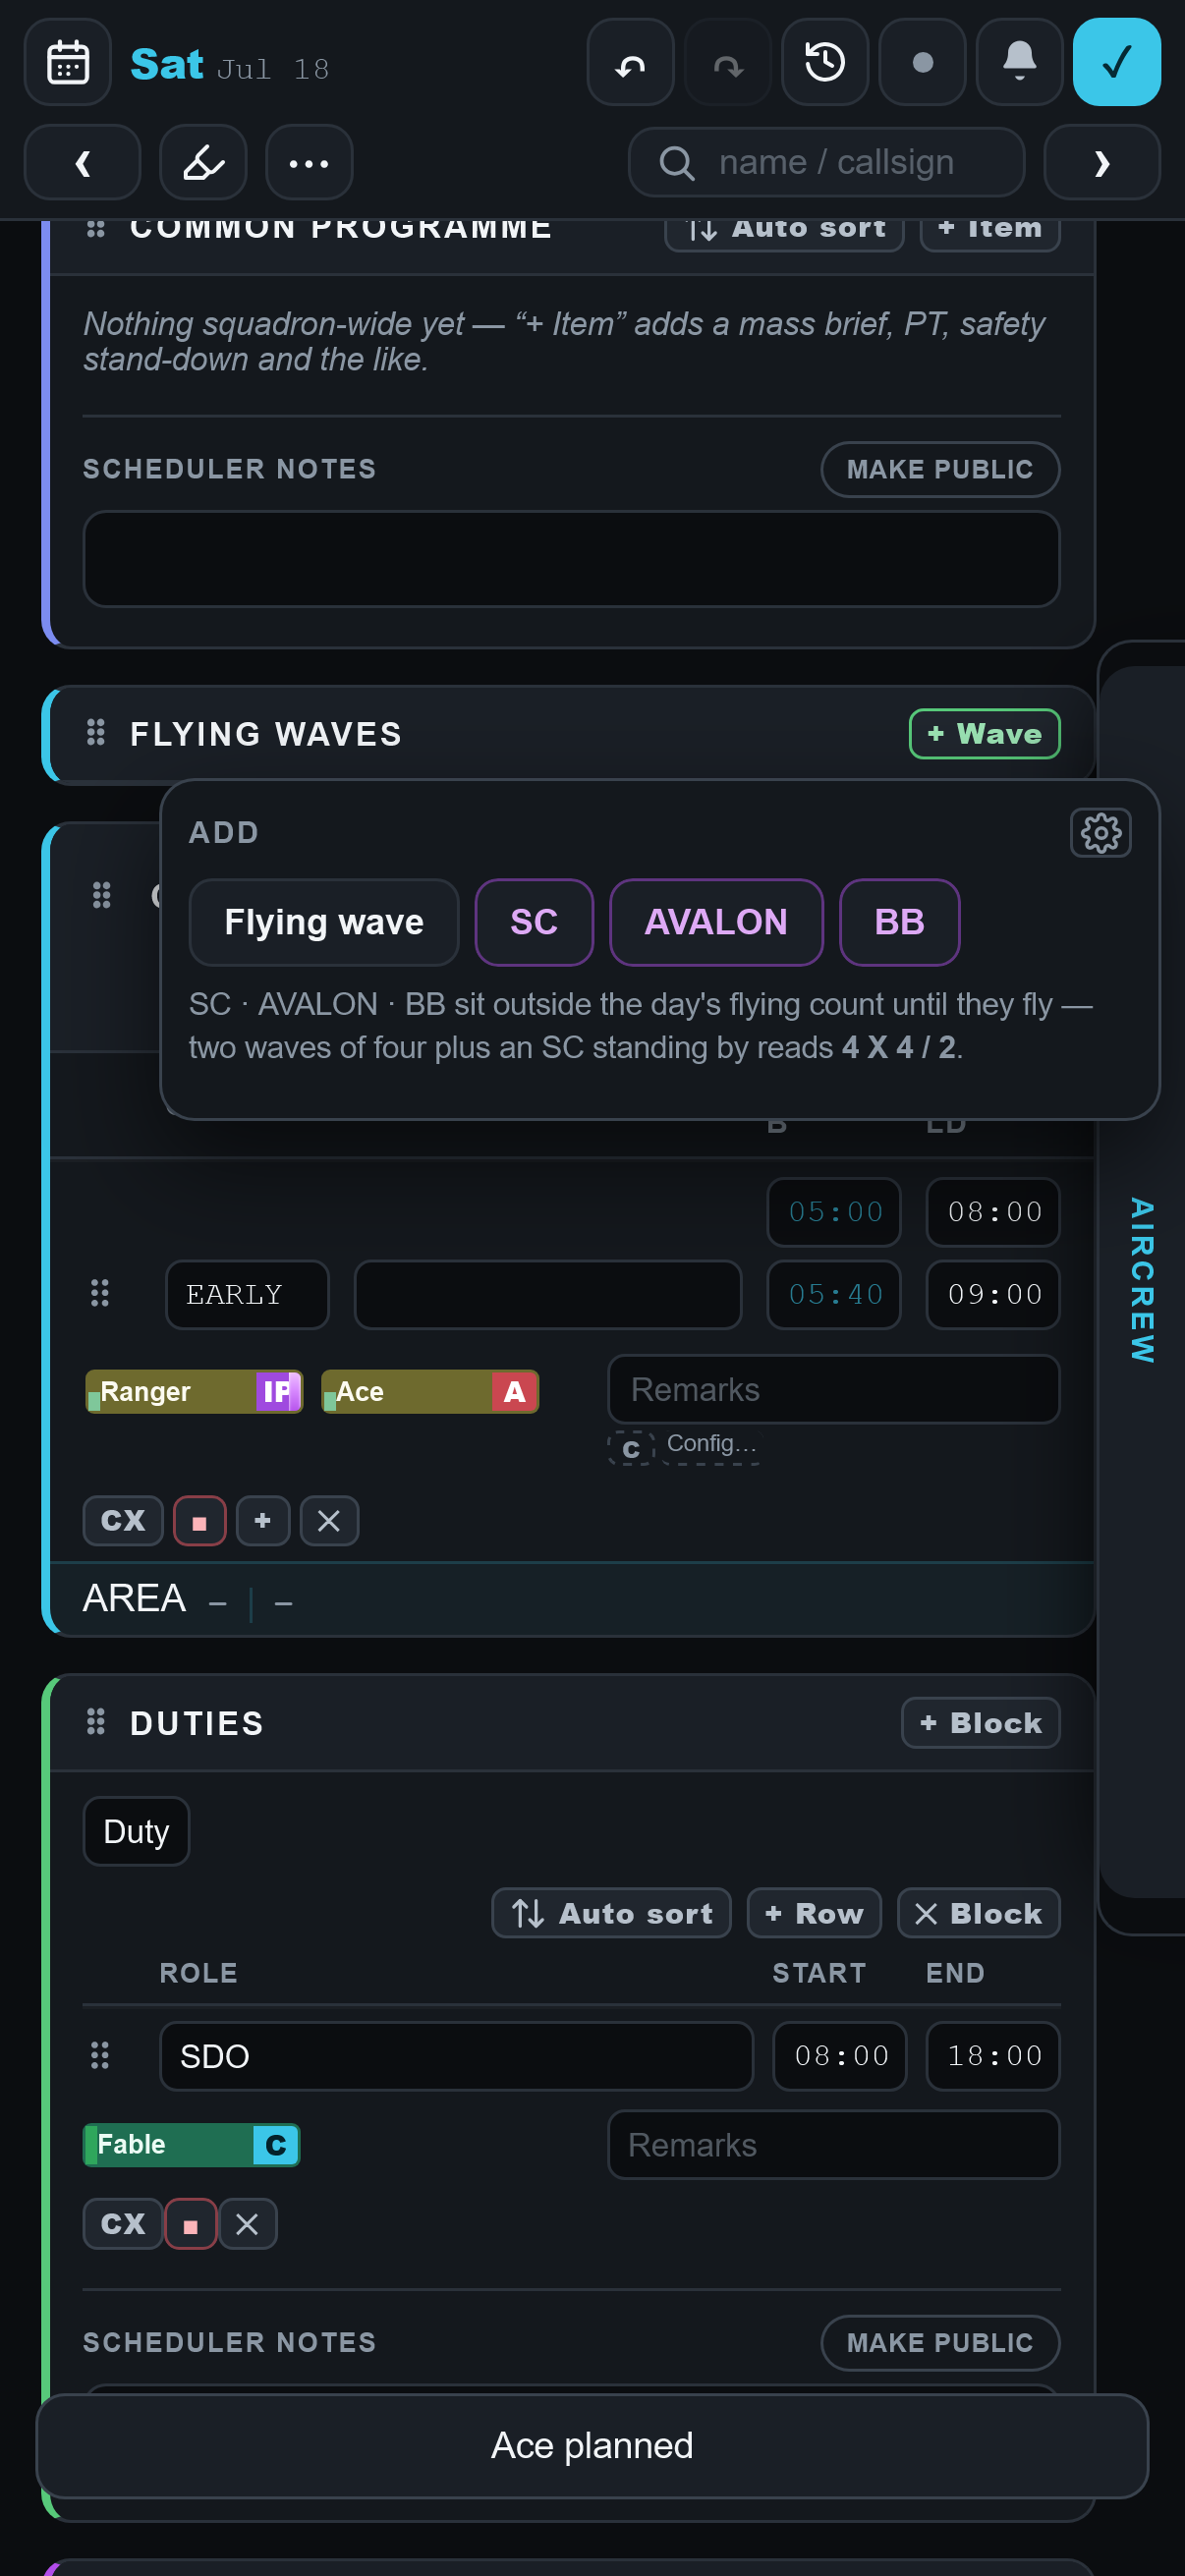 Sat Jul 18
name / callsign
COMMON PROGRAMME
Auto sort
+ Item
Nothing squadron-wide yet — “+ Item” adds a mass brief, PT, safety
stand-down and the like.
SCHEDULER NOTES
MAKE PUBLIC
FLYING WAVES
+ Wave
ADD
Flying wave
SC
AVALON
BB
SC · AVALON · BB sit outside the day's flying count until they fly —
two waves of four plus an SC standing by reads 4 X 4 / 2.
05:00
08:00
EARLY
05:40
09:00
AIRCREW
Ranger
IP
Ace
A
Remarks
C
Config…
CX
+
AREA – | –
DUTIES
+ Block
Duty
Auto sort
+ Row
× Block
ROLE
START
END
SDO
08:00
18:00
Fable
C
Remarks
CX
SCHEDULER NOTES
MAKE PUBLIC
Ace planned